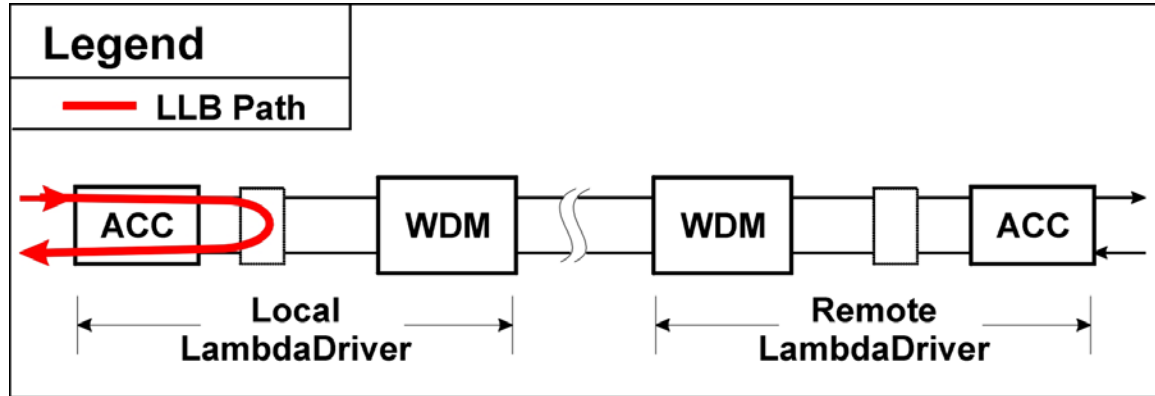 Legend
LLB Path
ACC
WDM
WDM
ACC
Local
LambdaDriver
Remote
LambdaDriver